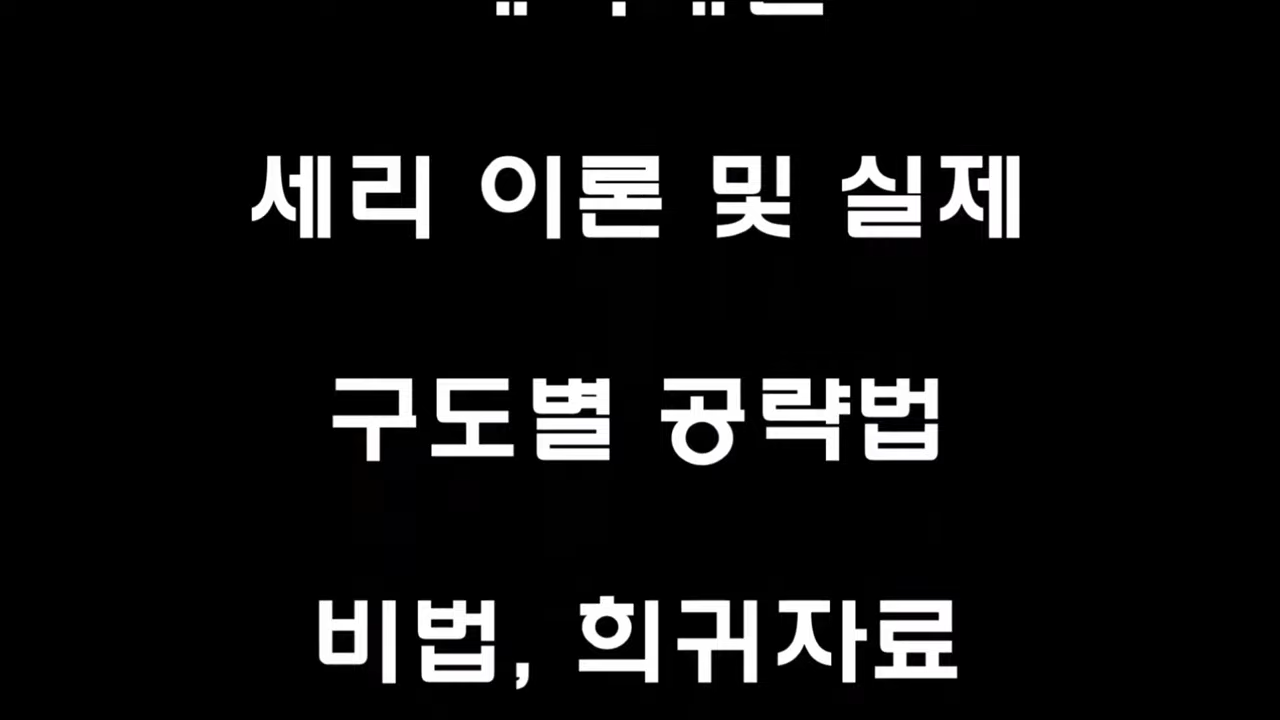 세리 이론 및 실제
구도별 공략법
비법, 희귀자료